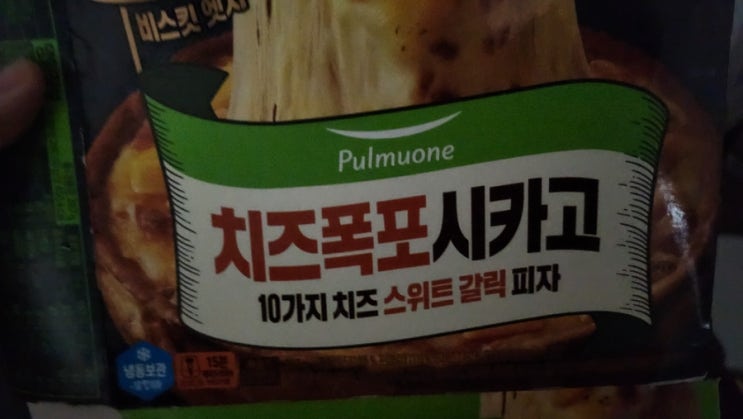 비스킷 엣지
Pulmuone
치즈폭포시카고
10가지 치즈 스위트 갈릭 피자
냉동보관
15분